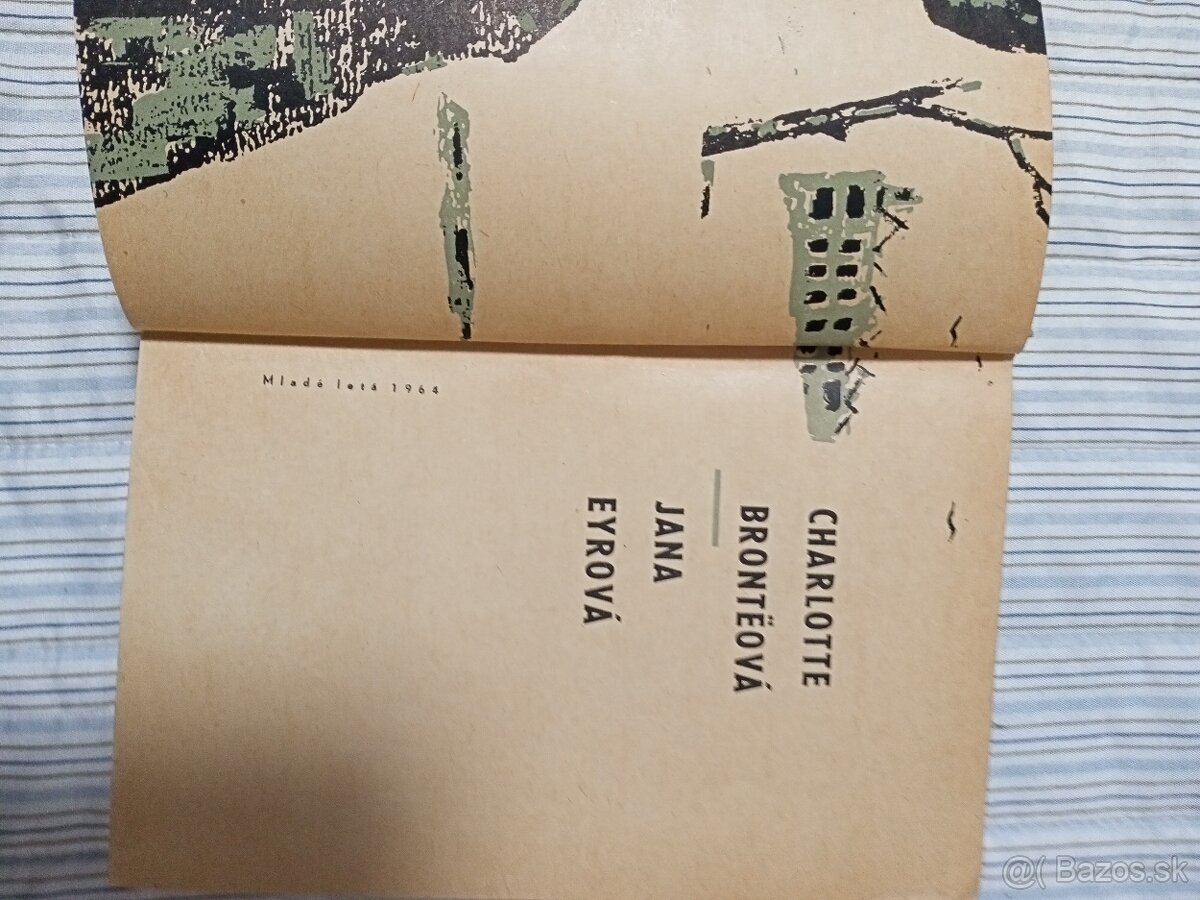 CHARLOTTE
BRONTËOVÁ
JANA
EYROVÁ
Mladé letá 1964
@( Bazos.sk